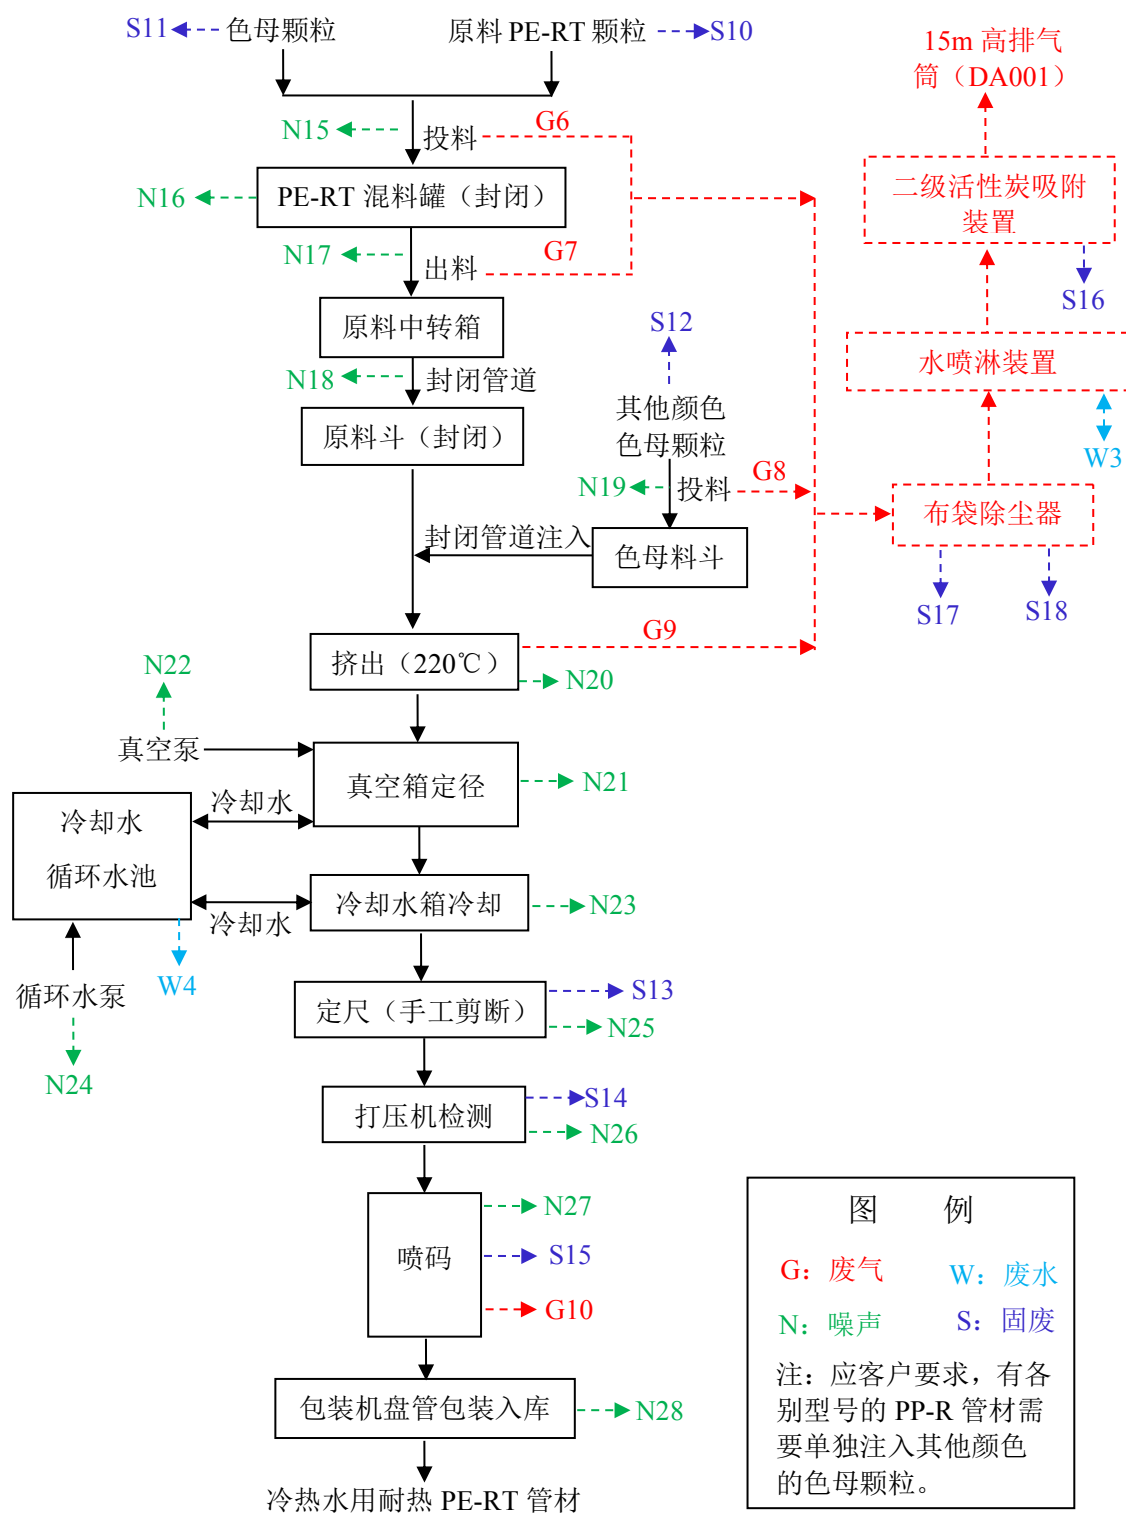 S11
色母颗粒
原料 PE-RT 颗粒
S10
15m 高排气
筒（DA001）
N15
投料
G6
N16
PE-RT 混料罐（封闭）
二级活性炭吸附
装置
N17
出料
G7
S16
原料中转箱
S12
水喷淋装置
N18
封闭管道
其他颜色
色母颗粒
原料斗（封闭）
W3
N19
投料
G8
布袋除尘器
封闭管道注入
色母料斗
S17
S18
G9
挤出（220℃）
N20
N22
真空泵
真空箱定径
N21
冷却水
冷却水
循环水池
冷却水箱冷却
N23
冷却水
W4
循环水泵
S13
定尺（手工剪断）
N25
N24
S14
打压机检测
N26
N27
喷码
S15
G10
图 例
G：废气
W：废水
N：噪声
S：固废
注：应客户要求，有各
别型号的 PP-R 管材需
要单独注入其他颜色
的色母颗粒。
包装机盘管包装入库
N28
冷热水用耐热 PE-RT 管材